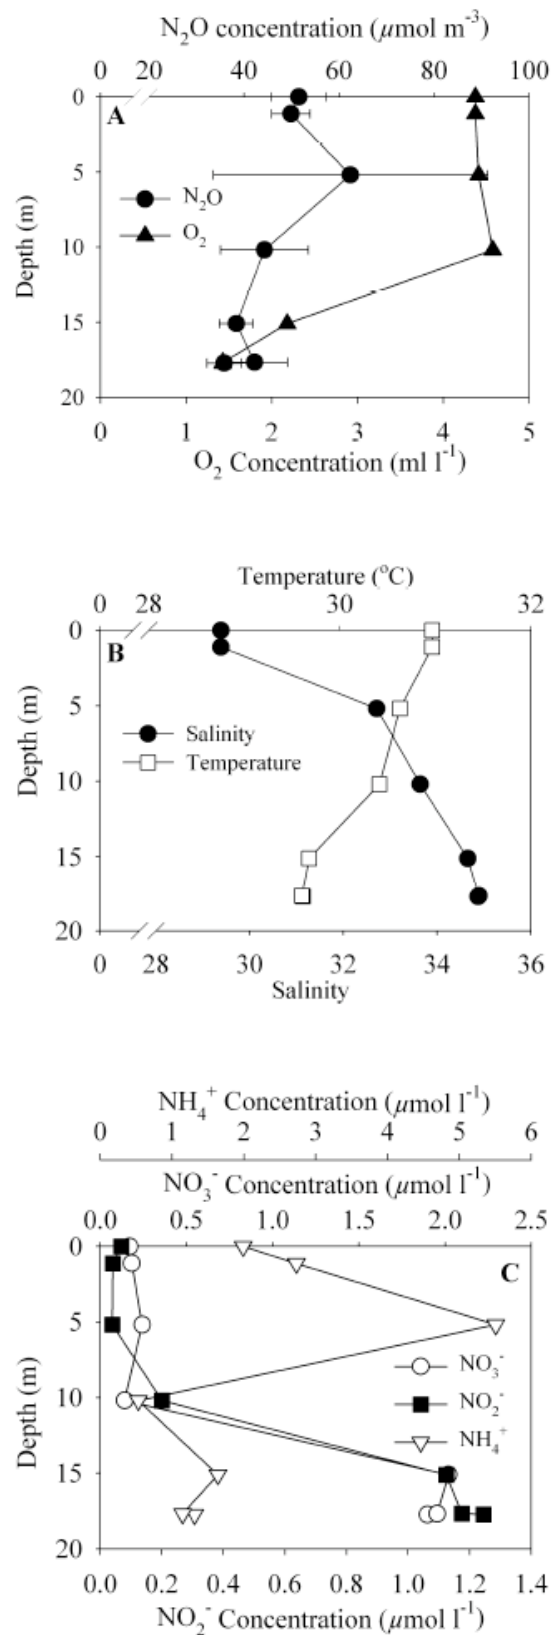 N₂O concentration (µmol m⁻³)
0 20 40 60 80 100
A
0
5
10
15
20
Depth (m)
N₂O
O₂
0 1 2 3 4 5
O₂ Concentration (ml l⁻¹)
Temperature (°C)
0 28 30 32
B
0
5
10
15
20
Depth (m)
Salinity
Temperature
0 28 30 32 34 36
Salinity
NH₄⁺ Concentration (µmol l⁻¹)
0 1 2 3 4 5 6
NO₃⁻ Concentration (µmol l⁻¹)
0.0 0.5 1.0 1.5 2.0 2.5
C
0
5
10
15
20
Depth (m)
NO₃⁻
NO₂⁻
NH₄⁺
0.0 0.2 0.4 0.6 0.8 1.0 1.2 1.4
NO₂⁻ Concentration (µmol l⁻¹)